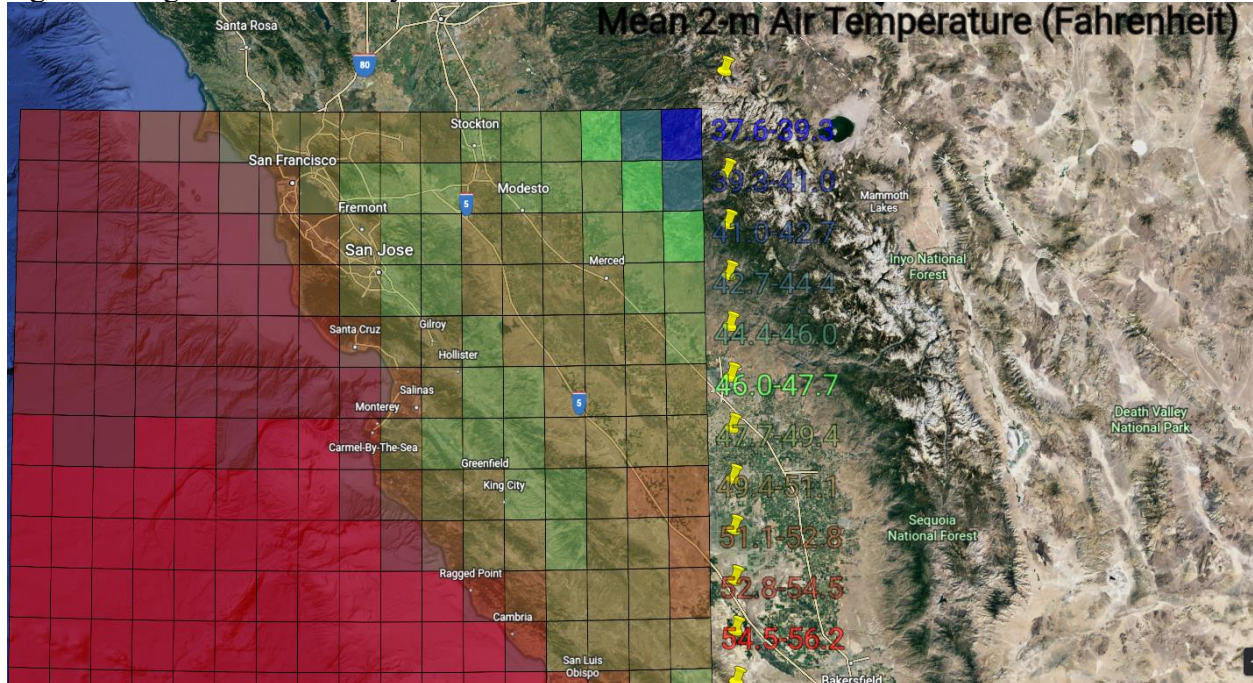 Santa Rosa
Mean 2-m Air Temperature (Fahrenheit)
80
Stockton
37.6-39.3
San Francisco
Modesto
39.3-41.0
Mammoth
Lakes
Fremont
5
41.0-42.7
San Jose
Merced
Inyo National
Forest
42.7-44.4
Santa Cruz
Gilroy
44.4-46.0
Hollister
Salinas
46.0-47.7
Monterey
5
Death Valley
National Park
Carmel-By-The-Sea
47.7-49.4
Greenfield
King City
49.4-51.1
Sequoia
National Forest
51.1-52.8
Ragged Point
52.8-54.5
Cambria
54.5-56.2
San Luis
Obispo
Bakersfield